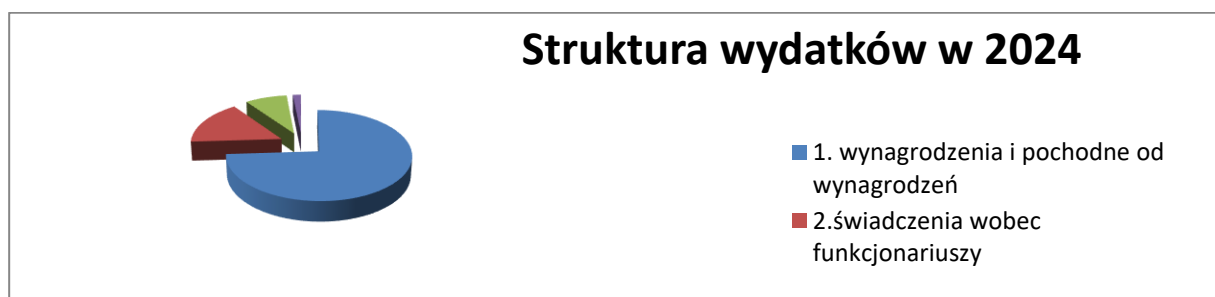 Struktura wydatków w 2024
1. wynagrodzenia i pochodne od
wynagrodzeń
2.świadczenia wobec
funkcjonariuszy